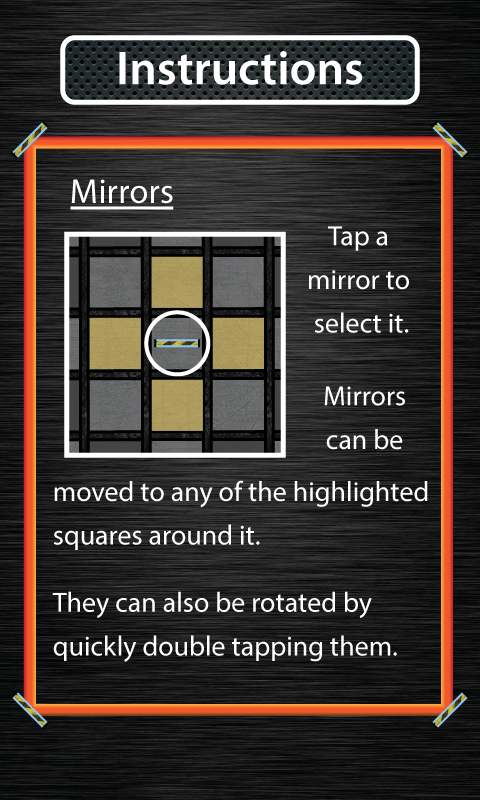 Instructions
Mirrors
Tap a
mirror to
select it.
Mirrors
can be
moved to any of the highlighted
squares around it.
They can also be rotated by
quickly double tapping them.